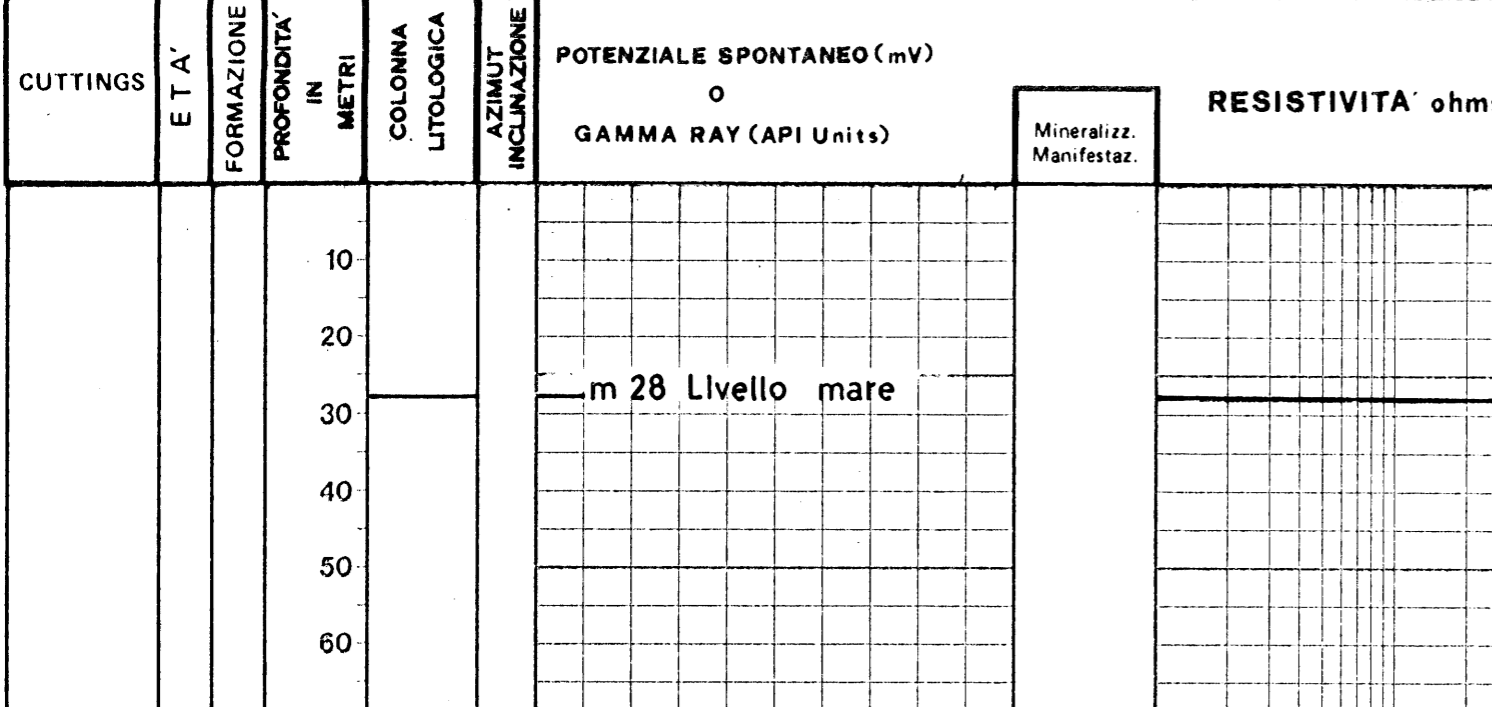 CUTTINGS
ETA'
FORMAZIONE
PROFONDITA'
IN
METRI
COLONNA
LITOLOGICA
AZIMUT
INCLINAZIONE
POTENZIALE SPONTANEO (mV)
O
GAMMA RAY (API Units)
Mineralizz.
Manifestaz.
RESISTIVITA' ohm
10
20
m 28 Livello mare
30
40
50
60